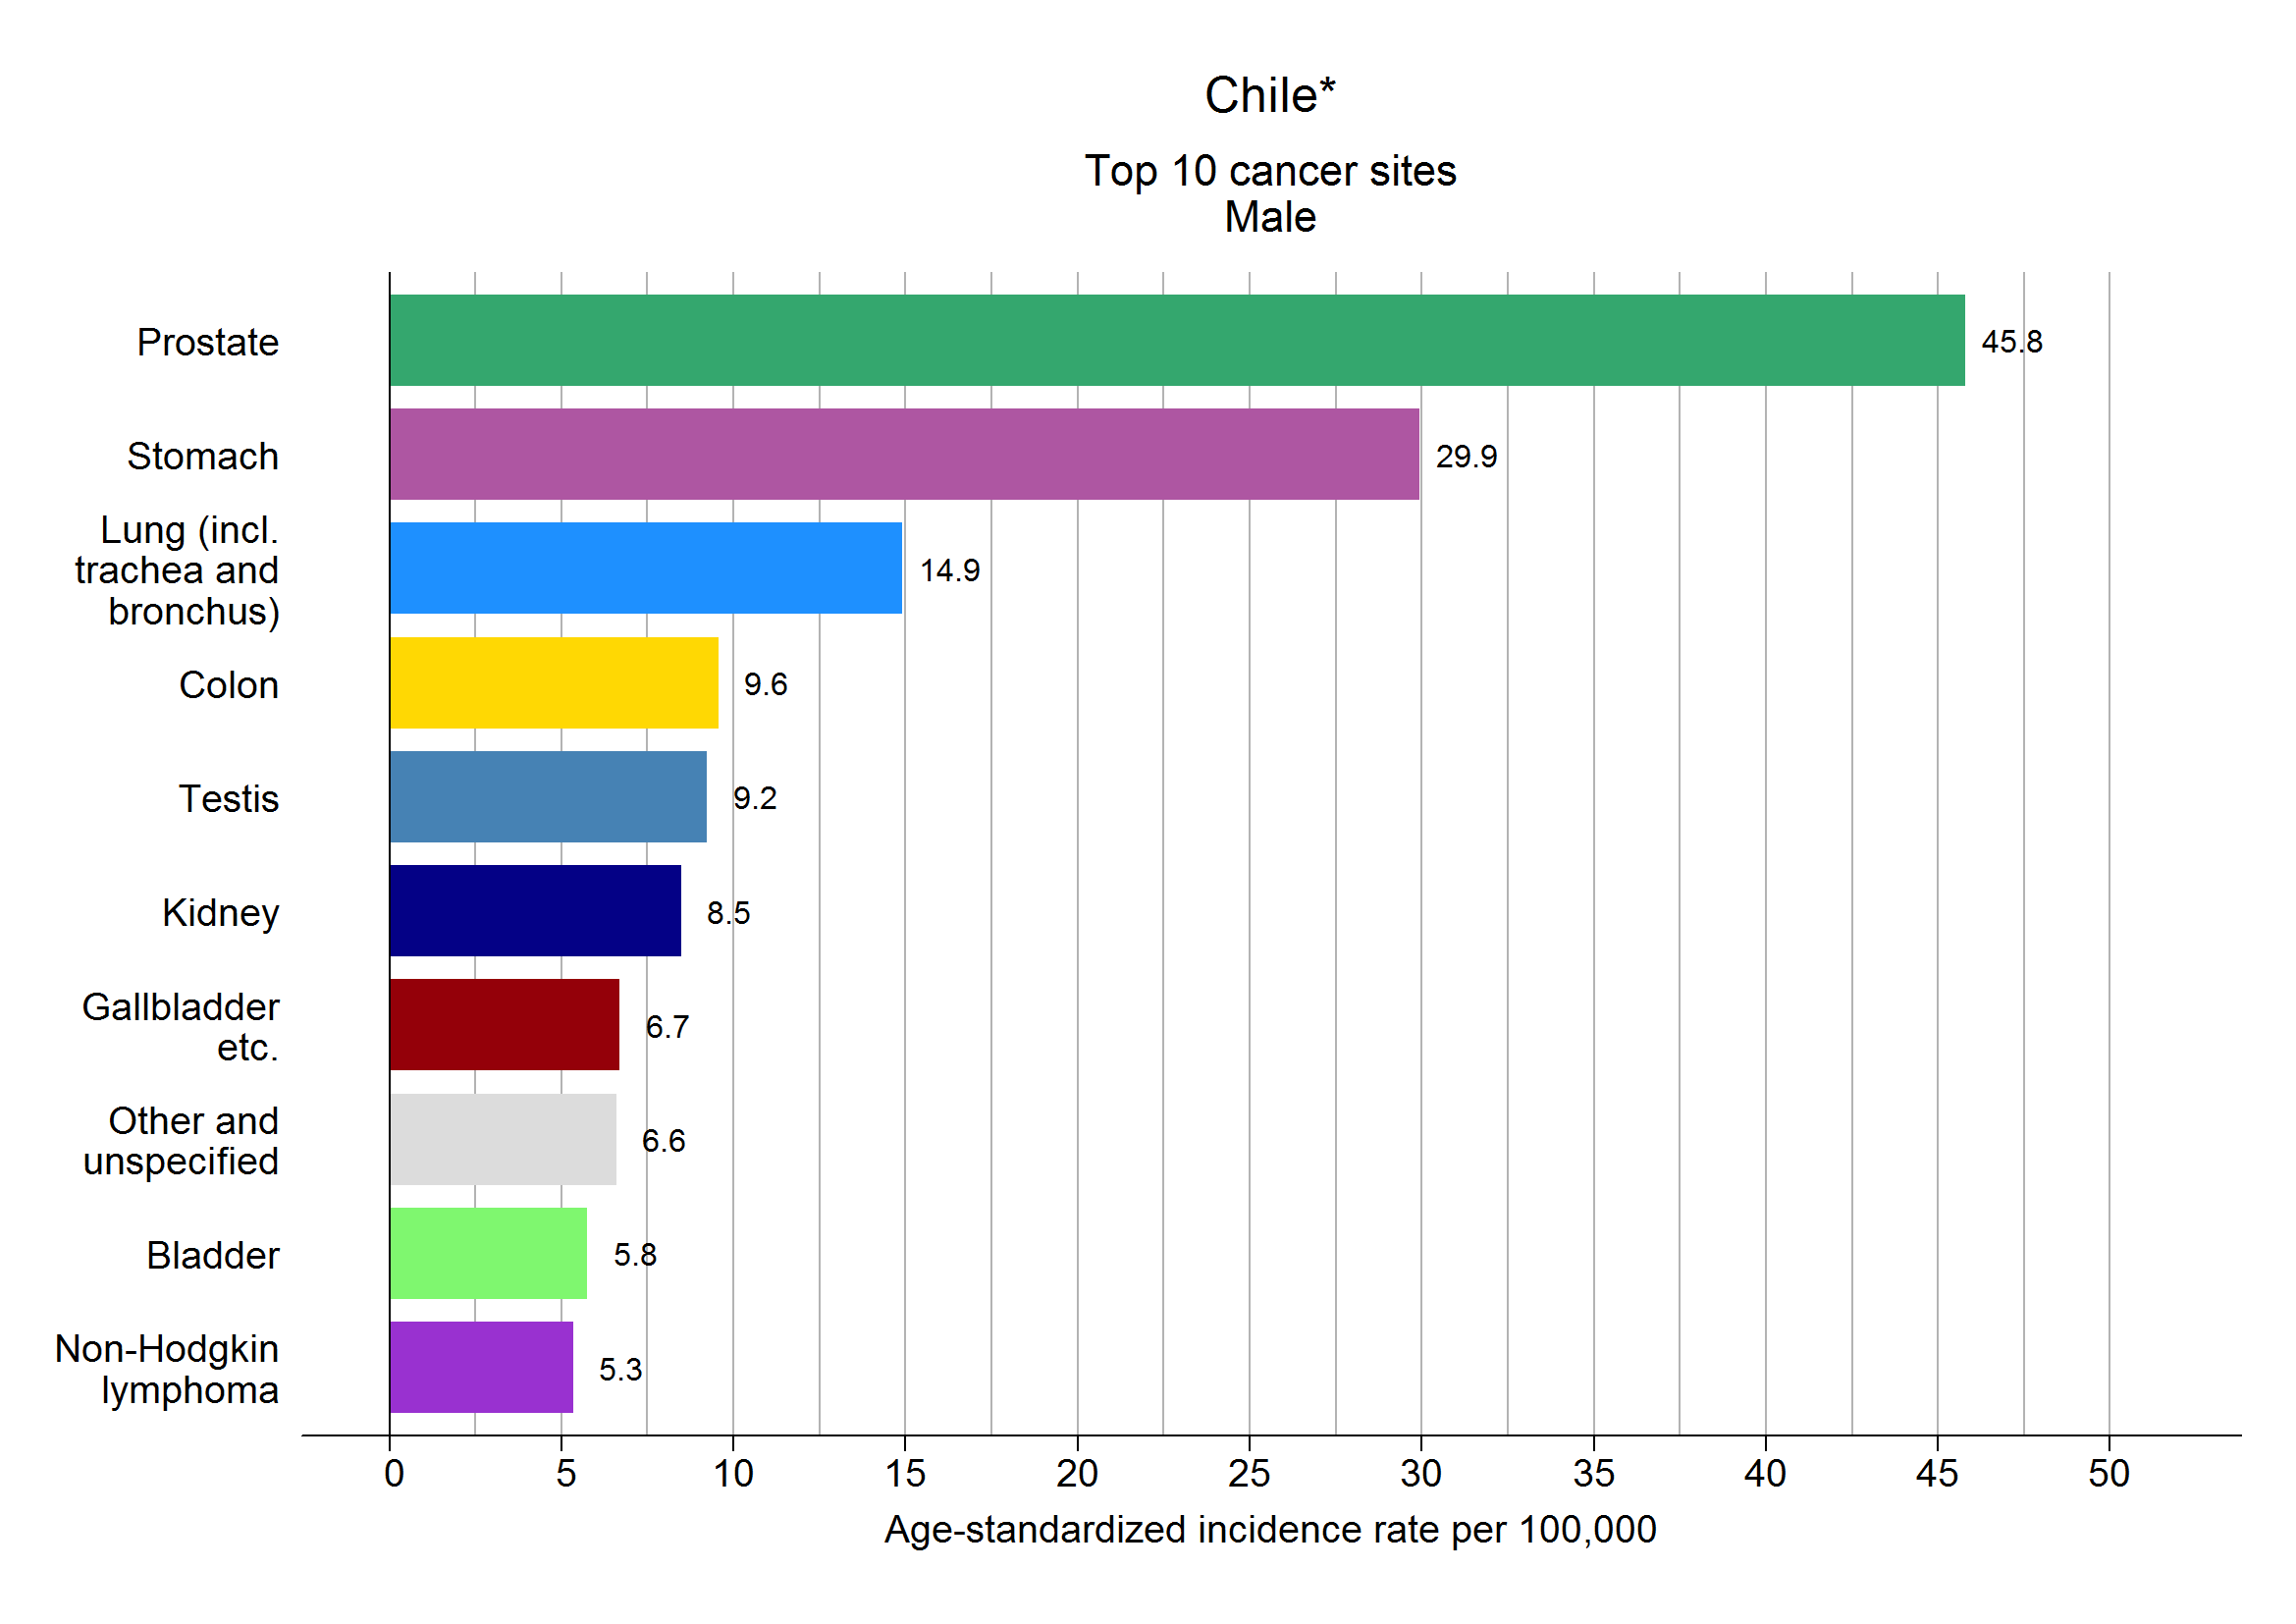 Chile*
Top 10 cancer sites
Male
Prostate
45.8
Stomach
29.9
Lung (incl.
trachea and
bronchus)
14.9
Colon
9.6
Testis
9.2
Kidney
8.5
Gallbladder
etc.
6.7
Other and
unspecified
6.6
Bladder
5.8
Non-Hodgkin
lymphoma
5.3
0 5 10 15 20 25 30 35 40 45 50
Age-standardized incidence rate per 100,000